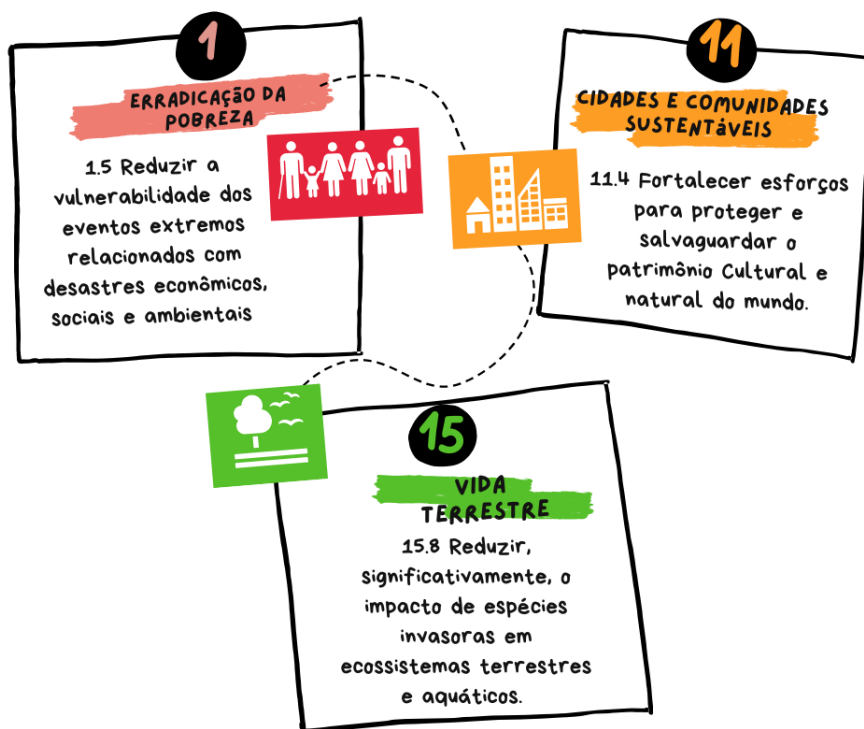 1
ERRADICAÇÃO DA
POBREZA
1.5 Reduzir a
vulnerabilidade dos
eventos extremos
relacionados com
desastres econômicos,
sociais e ambientais
11
CIDADES E COMUNIDADES
SUSTENTÁVEIS
11.4 Fortalecer esforços
para proteger e
salvaguardar o
patrimônio Cultural e
natural do mundo.
15
VIDA
TERRESTRE
15.8 Reduzir,
significativamente, o
impacto de espécies
invasoras em
ecossistemas terrestres
e aquáticos.